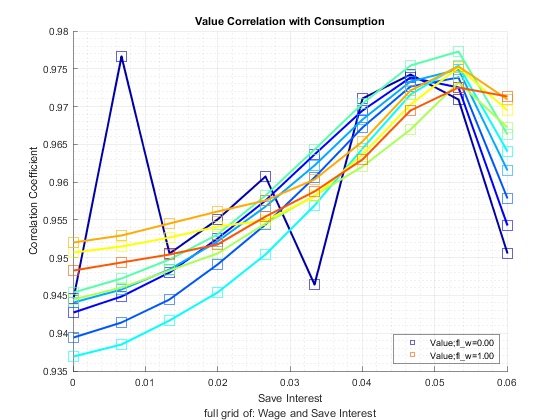 Value Correlation with Consumption
Correlation Coefficient
0.98
0.975
0.97
0.965
0.96
0.955
0.95
0.945
0.94
0.935
0
0.01
0.02
0.03
0.04
0.05
0.06
Value;fl_w=0.00
Value;fl_w=1.00
Save Interest
full grid of: Wage and Save Interest